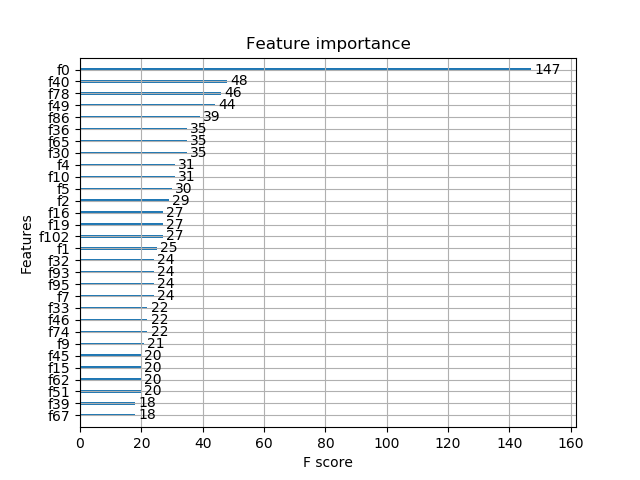 Feature importance
f0 147
f40 48
f78 46
f49 44
f86 39
f36 35
f65 35
f30 35
f4 31
f10 31
f5 30
f2 29
f16 27
f19 27
f102 27
f1 25
f32 24
f93 24
f95 24
f7 24
f33 22
f46 22
f74 22
f9 21
f45 20
f15 20
f62 20
f51 20
f39 18
f67 18
Features
0 20 40 60 80 100 120 140 160
F score